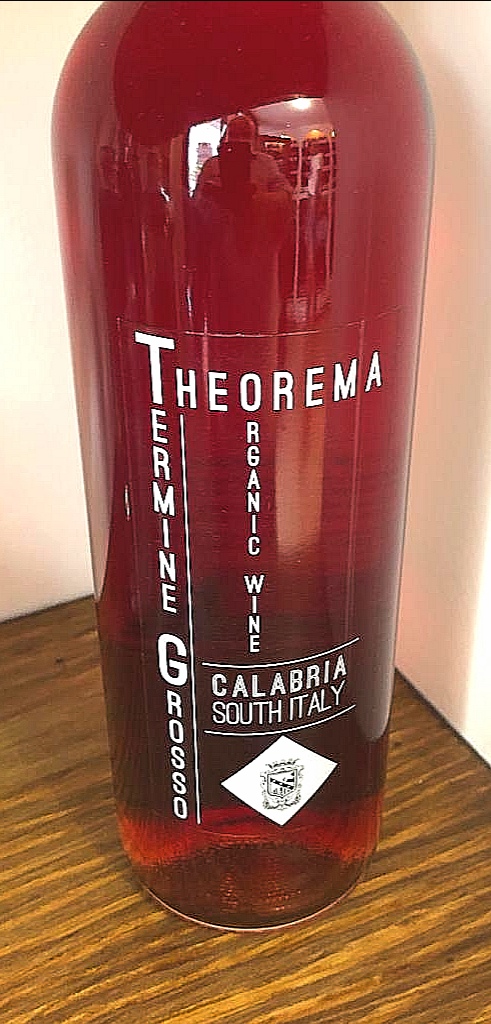 THEOREMA
TERMINE GROSSO
ORGANIC WINE
CALABRIA
SOUTH ITALY